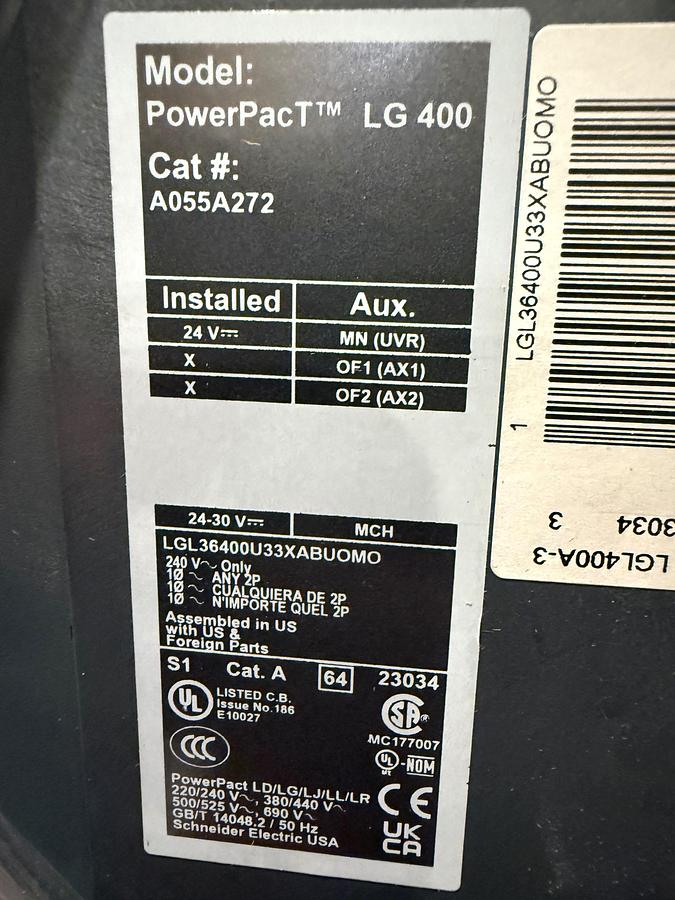 Model:
PowerPacT™ LG 400
Cat #:
A055A272
Installed Aux.
24 V⎓ MN (UVR)
X OF1 (AX1)
X OF2 (AX2)
24-30 V⎓ MCH
LGL36400U33XABUOMO
240 V∿ Only
1Ø ∿ ANY 2P
1Ø ∿ CUALQUIERA DE 2P
1Ø ∿ N'IMPORTE QUEL 2P
Assembled in US
with US &
Foreign Parts
S1 Cat. A 64 23034
UL LISTED C.B.
Issue No.186
E10027
SA®
MC177007
CCC
UL-NOM
PowerPact LD/LG/LJ/LL/LR
220/240 V∿, 380/440 V∿
500/525 V∿, 690 V∿
GB/T 14048.2 / 50 Hz
Schneider Electric USA
CE
UK
CA
LGL36400U33XABUOMO
1
3034 3
LGL400A-3